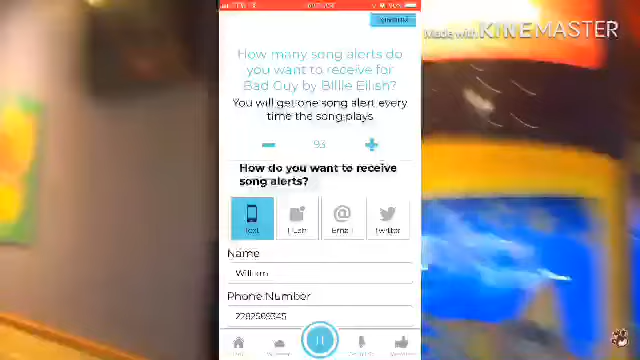 Made with KINEMASTER
How many song alerts do
you want to receive for
Bad Guy by Billie Eilish?
You will get one song alert every
time the song plays
93
How do you want to receive
song alerts?
Text Push Email Twitter
Name
William
Phone Number